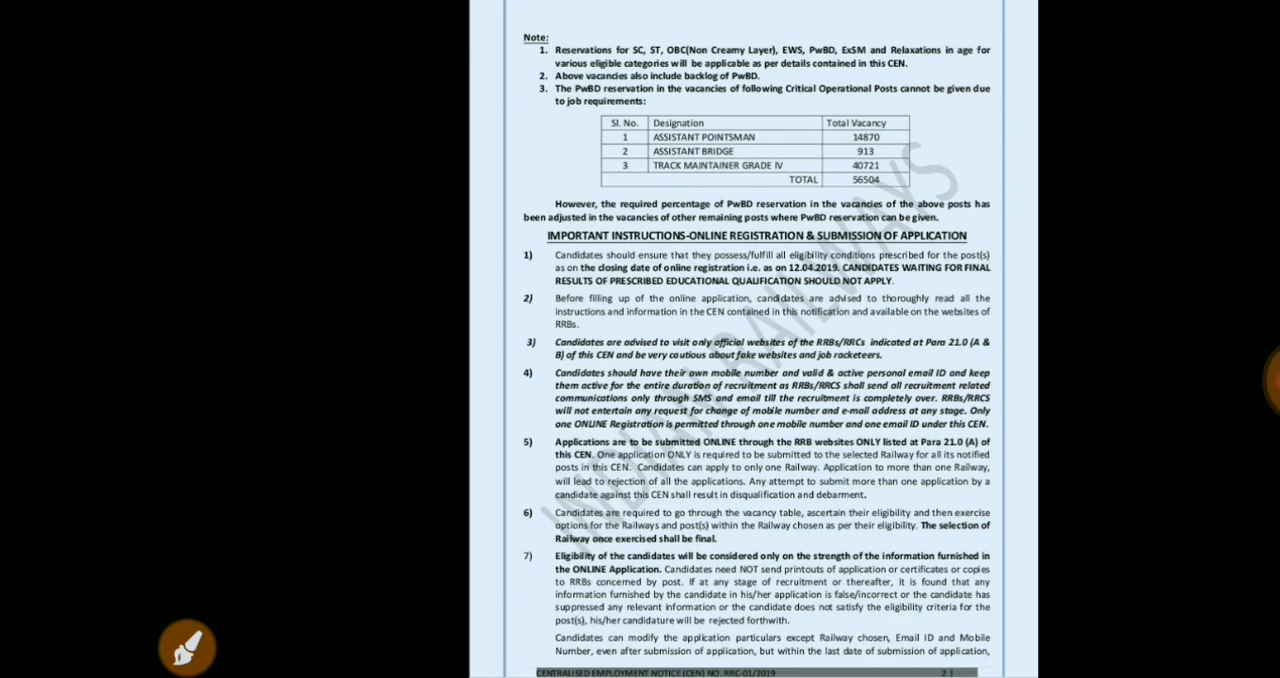 Note:
1. Reservations for SC, ST, OBC(Non Creamy Layer), EWS, PwBD, ExSM and Relaxations in age for
various eligible categories will be applicable as per details contained in this CEN.
2. Above vacancies also include backlog of PwBD.
3. The PwBD reservation in the vacancies of following Critical Operational Posts cannot be given due
to job requirements:
Sl. No. Designation Total Vacancy
1 ASSISTANT POINTSMAN 14870
2 ASSISTANT BRIDGE 913
3 TRACK MAINTAINER GRADE IV 40721
TOTAL 56504
However, the required percentage of PwBD reservation in the vacancies of the above posts has
been adjusted in the vacancies of other remaining posts where PwBD reservation can be given.
IMPORTANT INSTRUCTIONS-ONLINE REGISTRATION & SUBMISSION OF APPLICATION
1) Candidates should ensure that they possess/fulfill all eligibility conditions prescribed for the post(s)
as on the closing date of online registration i.e. as on 12.04.2019. CANDIDATES WAITING FOR FINAL
RESULTS OF PRESCRIBED EDUCATIONAL QUALIFICATION SHOULD NOT APPLY.
2) Before filling up of the online application, candidates are advised to thoroughly read all the
instructions and information in the CEN contained in this notification and available on the websites of
RRBs.
3) Candidates are advised to visit only official websites of the RRBs/RRCs indicated at Para 21.0 (A &
B) of this CEN and be very cautious about fake websites and job racketeers.
4) Candidates should have their own mobile number and valid & active personal email ID and keep
them active for the entire duration of recruitment as RRBs/RRCS shall send all recruitment related
communications only through SMS and email till the recruitment is completely over. RRBs/RRCS
will not entertain any request for change of mobile number and e-mail address at any stage. Only
one ONLINE Registration is permitted through one mobile number and one email ID under this CEN.
5) Applications are to be submitted ONLINE through the RRB websites ONLY listed at Para 21.0 (A) of
this CEN. One application ONLY is required to be submitted to the selected Railway for all its notified
posts in this CEN. Candidates can apply to only one Railway. Application to more than one Railway,
will lead to rejection of all the applications. Any attempt to submit more than one application by a
candidate against this CEN shall result in disqualification and debarment.
6) Candidates are required to go through the vacancy table, ascertain their eligibility and then exercise
options for the Railways and post(s) within the Railway chosen as per their eligibility. The selection of
Railway once exercised shall be final.
7) Eligibility of the candidates will be considered only on the strength of the information furnished in
the ONLINE Application. Candidates need NOT send printouts of application or certificates or copies
to RRBs concerned by post. If at any stage of recruitment or thereafter, it is found that any
information furnished by the candidate in his/her application is false/incorrect or the candidate has
suppressed any relevant information or the candidate does not satisfy the eligibility criteria for the
post(s), his/her candidature will be rejected forthwith.
Candidates can modify the application particulars except Railway chosen, Email ID and Mobile
Number, even after submission of application, but within the last date of submission of application,
CENTRALISED EMPLOYMENT NOTICE (CEN) NO. RRC-01/2019 2 |
INDIAN RAILWAYS